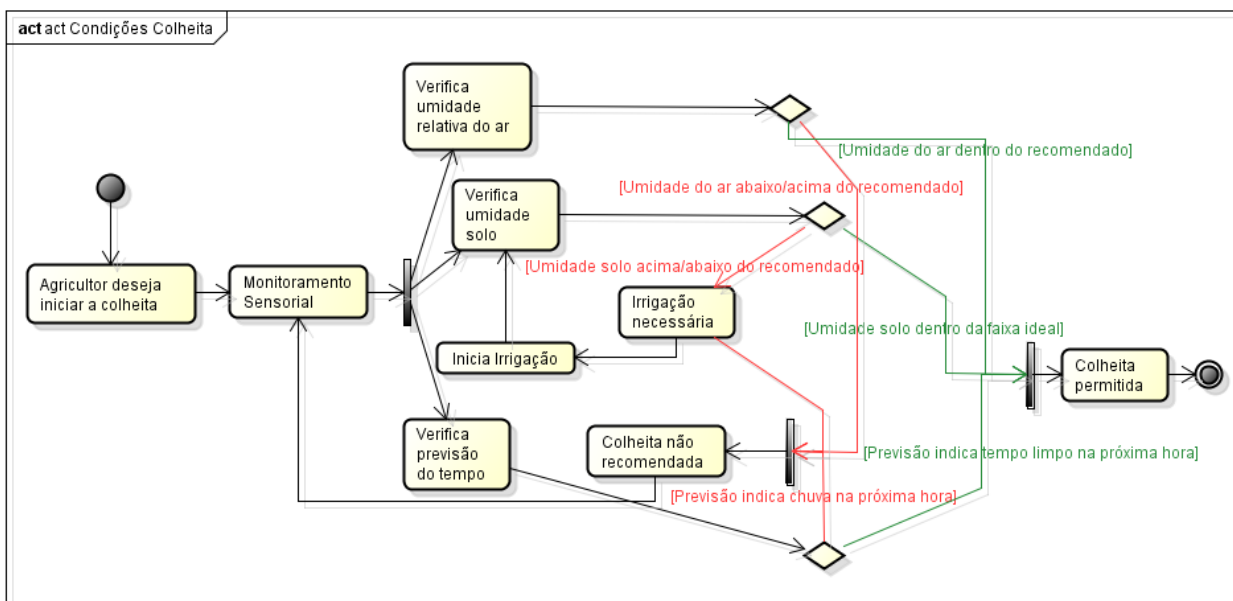 act act Condições Colheita
Verifica
umidade
relativa do ar
[Umidade do ar dentro do recomendado]
[Umidade do ar abaixo/acima do recomendado]
Verifica
umidade
solo
[Umidade solo acima/abaixo do recomendado]
Agricultor deseja
iniciar a colheita
Monitoramento
Sensorial
Irrigação
necessária
[Umidade solo dentro da faixa ideal]
Inicia Irrigação
Colheita
permitida
Verifica
previsão
do tempo
Colheita não
recomendada
[Previsão indica tempo limpo na próxima hora]
[Previsão indica chuva na próxima hora]